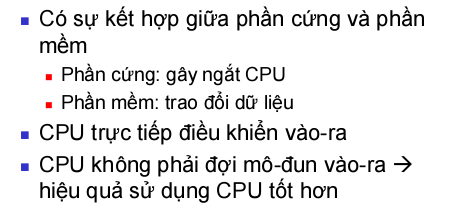 Có sự kết hợp giữa phần cứng và phần
mềm
Phần cứng: gây ngắt CPU
Phần mềm: trao đổi dữ liệu
CPU trực tiếp điều khiển vào-ra
CPU không phải đợi mô-đun vào-ra →
hiệu quả sử dụng CPU tốt hơn